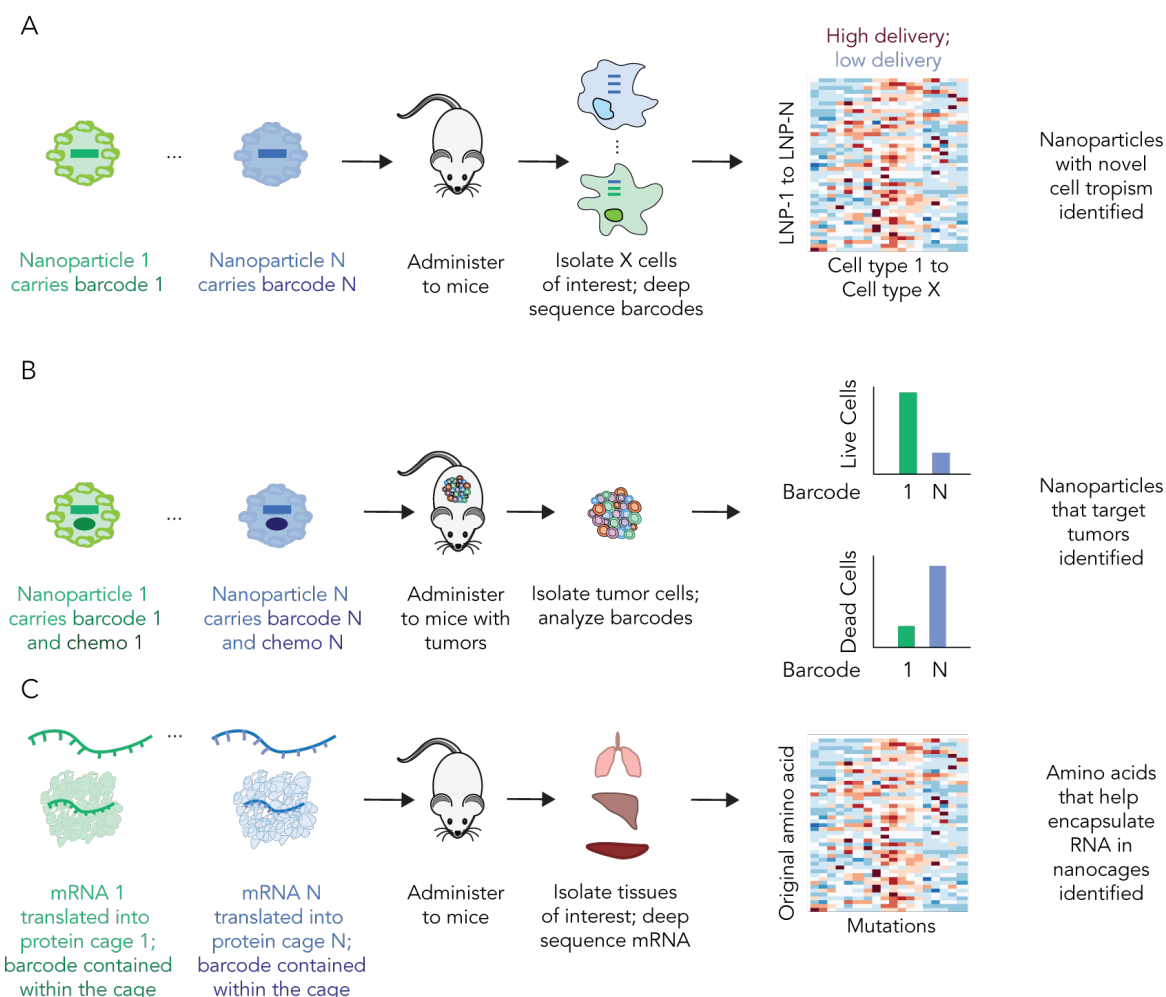 A
High delivery;
low delivery
LNP-1 to LNP-N
...
Nanoparticles
with novel
cell tropism
identified
Nanoparticle 1
carries barcode 1
Nanoparticle N
carries barcode N
Administer
to mice
Isolate X cells
of interest; deep
sequence barcodes
Cell type 1 to
Cell type X
B
Live Cells
Barcode 1 N
...
Nanoparticles
that target
tumors
identified
Nanoparticle 1
carries barcode 1
and chemo 1
Nanoparticle N
carries barcode N
and chemo N
Administer
to mice with
tumors
Isolate tumor cells;
analyze barcodes
Dead Cells
Barcode 1 N
C
...
Original amino acid
Amino acids
that help
encapsulate
RNA in
nanocages
identified
mRNA 1
translated into
protein cage 1;
barcode contained
within the cage
mRNA N
translated into
protein cage N;
barcode contained
within the cage
Administer
to mice
Isolate tissues
of interest; deep
sequence mRNA
Mutations